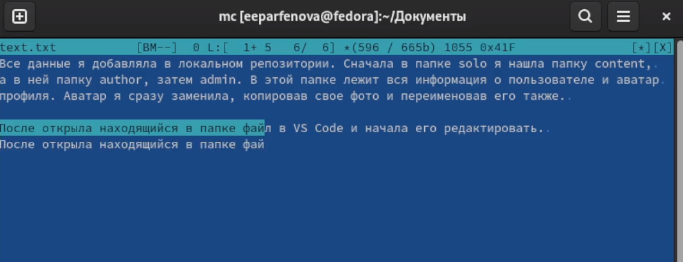 mc [eeparfenova@fedora]:~/Документы
text.txt [BM--] 0 L:[ 1+ 5 6/ 6] *(596 / 665b) 1055 0x41F [*][X]
Все данные я добавляла в локальном репозитории. Сначала в папке solo я нашла папку content,.
а в ней папку author, затем admin. В этой папке лежит вся информация о пользователе и аватар.
профиля. Аватар я сразу заменила, копировав свое фото и переименовав его также..
После открыла находящийся в папке файл в VS Code и начала его редактировать..
После открыла находящийся в папке фай